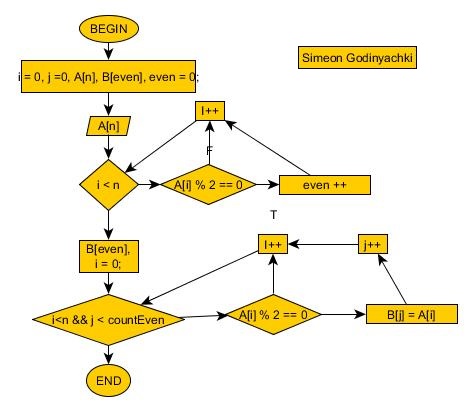 BEGIN
Simeon Godinyachki
i = 0, j =0, A[n], B[even], even = 0;
I++
A[n]
F
i < n
A[i] % 2 == 0
even ++
T
B[even],
i = 0;
I++
j++
i<n && j < countEven
A[i] % 2 == 0
B[j] = A[i]
END